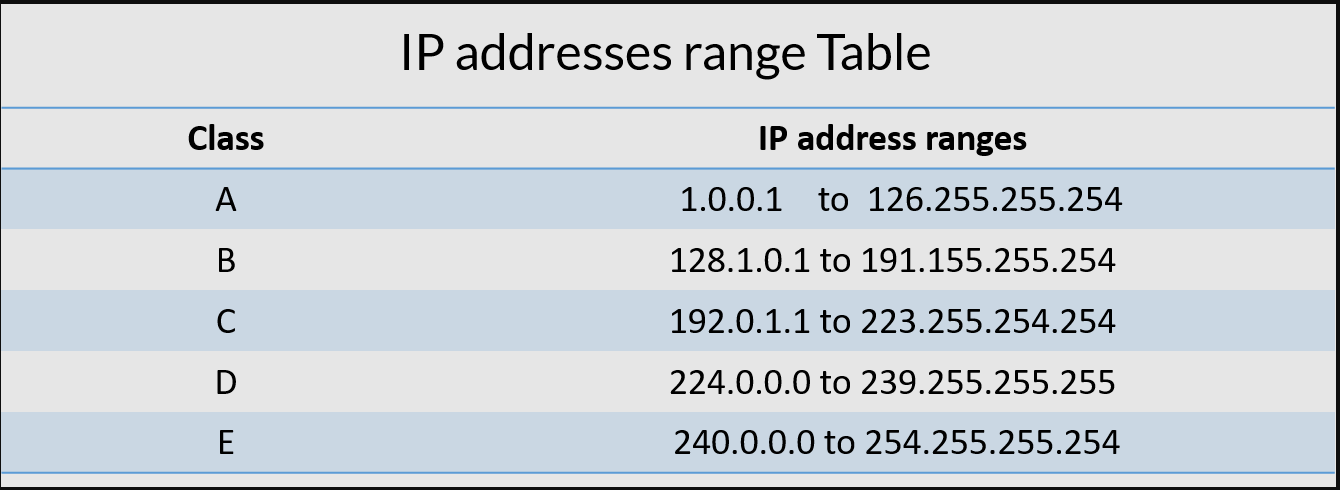 IP addresses range Table
Class IP address ranges
A 1.0.0.1 to 126.255.255.254
B 128.1.0.1 to 191.155.255.254
C 192.0.1.1 to 223.255.254.254
D 224.0.0.0 to 239.255.255.255
E 240.0.0.0 to 254.255.255.254